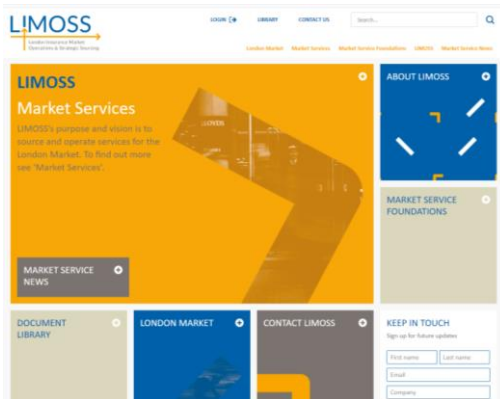 LIMOSS
London Insurance Market
Operations & Strategic Sourcing
LOGIN
LIBRARY
CONTACT US
Search...
London Market
Market Services
Market Service Foundations
LIMOSS
Market Service News
LIMOSS
Market Services
LIMOSS's purpose and vision is to
source and operate services for the
London Market. To find out more
see 'Market Services'.
LLOYDS
MARKET SERVICE
NEWS
ABOUT LIMOSS
MARKET SERVICE
FOUNDATIONS
DOCUMENT
LIBRARY
LONDON MARKET
CONTACT LIMOSS
KEEP IN TOUCH
Sign up for future updates
First name
Last name
Email
Company